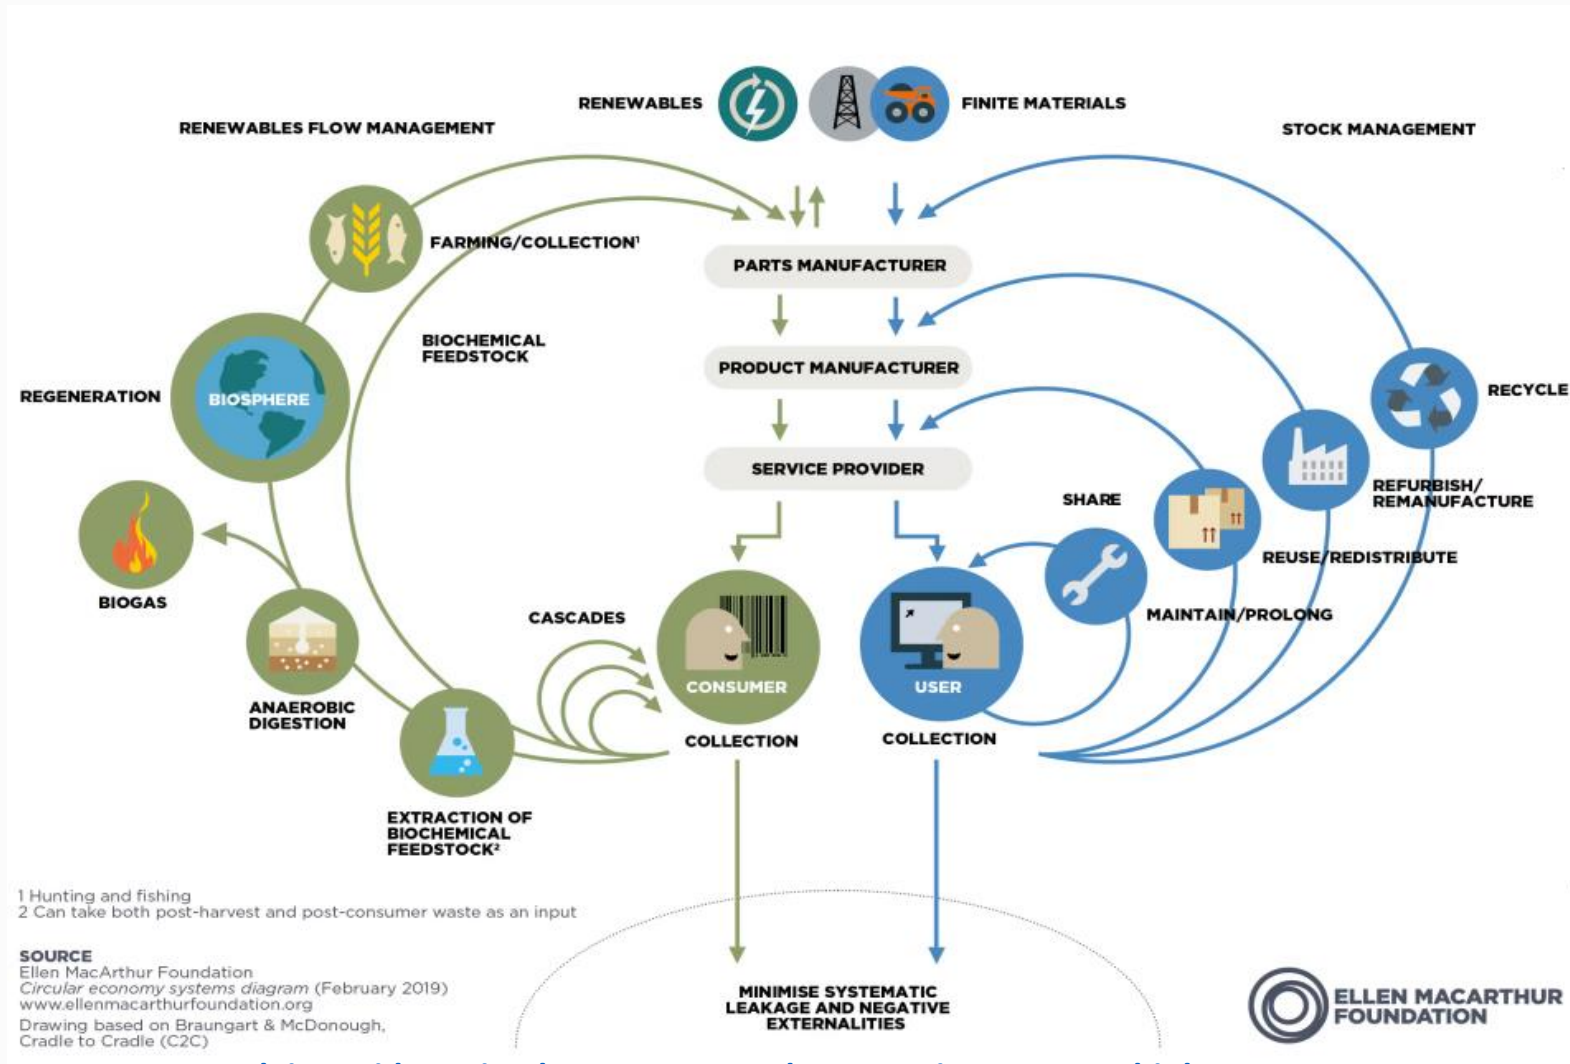 RENEWABLES
FINITE MATERIALS
RENEWABLES FLOW MANAGEMENT
STOCK MANAGEMENT
FARMING/COLLECTION¹
PARTS MANUFACTURER
BIOCHEMICAL
FEEDSTOCK
PRODUCT MANUFACTURER
REGENERATION
BIOSPHERE
RECYCLE
SERVICE PROVIDER
SHARE
REFURBISH/
REMANUFACTURE
REUSE/REDISTRIBUTE
BIOGAS
CASCADES
MAINTAIN/PROLONG
CONSUMER
USER
ANAEROBIC
DIGESTION
COLLECTION
COLLECTION
EXTRACTION OF
BIOCHEMICAL
FEEDSTOCK²
1 Hunting and fishing
2 Can take both post-harvest and post-consumer waste as an input
SOURCE
Ellen MacArthur Foundation
Circular economy systems diagram (February 2019)
www.ellenmacarthurfoundation.org
Drawing based on Braungart & McDonough,
Cradle to Cradle (C2C)
MINIMISE SYSTEMATIC
LEAKAGE AND NEGATIVE
EXTERNALITIES
ELLEN MACARTHUR
FOUNDATION